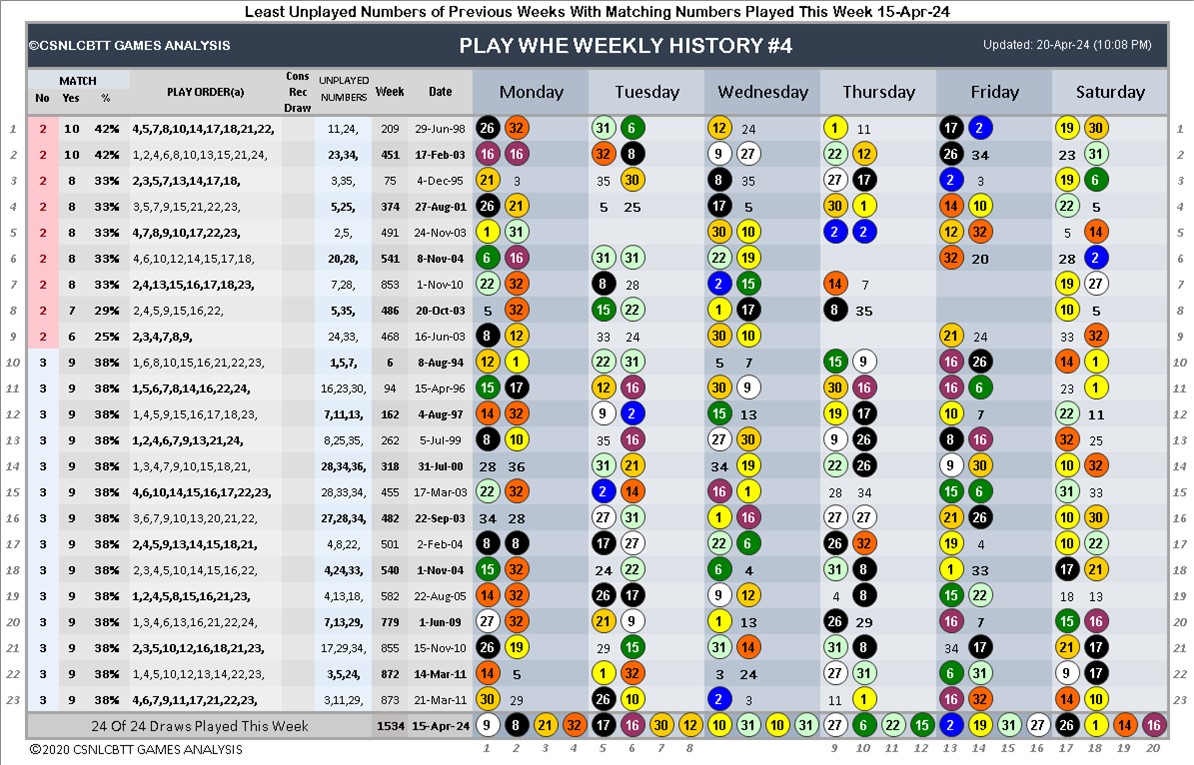 Least Unplayed Numbers of Previous Weeks With Matching Numbers Played This Week 15-Apr-24
©CSNLCBTT GAMES ANALYSIS PLAY WHE WEEKLY HISTORY #4 Updated: 20-Apr-24 (10:08 PM)
MATCH Cons UNPLAYED
No Yes % PLAY ORDER(a) Rec Draw NUMBERS Week Date Monday Tuesday Wednesday Thursday Friday Saturday
1 2 10 42% 4,5,7,8,10,14,17,18,21,22, 11,24, 209 29-Jun-98 26 32 31 6 12 24 1 11 17 2 19 30 1
2 2 10 42% 1,2,4,6,8,10,13,15,21,24, 23,34, 451 17-Feb-03 16 16 32 8 9 27 22 12 26 34 23 31 2
3 2 8 33% 2,3,5,7,13,14,17,18, 3,35, 75 4-Dec-95 21 3 35 30 8 35 27 17 2 3 19 6 3
4 2 8 33% 3,5,7,9,15,21,22,23, 5,25, 374 27-Aug-01 26 21 5 25 17 5 30 1 14 10 22 5 4
5 2 8 33% 4,7,8,9,10,17,22,23, 2,5, 491 24-Nov-03 1 31 30 10 2 2 12 32 5 14 5
6 2 8 33% 4,6,10,12,14,15,17,18, 20,28, 541 8-Nov-04 6 16 31 31 22 19 32 20 28 2 6
7 2 8 33% 2,4,13,15,16,17,18,23, 7,28, 853 1-Nov-10 22 32 8 28 2 15 14 7 19 27 7
8 2 7 29% 2,4,5,9,15,16,22, 5,35, 486 20-Oct-03 5 32 15 22 1 17 8 35 10 5 8
9 2 6 25% 2,3,4,7,8,9, 24,33, 468 16-Jun-03 8 12 33 24 30 10 21 24 33 32 9
10 3 9 38% 1,6,8,10,15,16,21,22,23, 1,5,7, 6 8-Aug-94 12 1 22 31 5 7 15 9 16 26 14 1 10
11 3 9 38% 1,5,6,7,8,14,16,22,24, 16,23,30, 94 15-Apr-96 15 17 12 16 30 9 30 16 16 6 23 1 11
12 3 9 38% 1,4,5,9,15,16,17,18,23, 7,11,13, 162 4-Aug-97 14 32 9 2 15 13 19 17 10 7 22 11 12
13 3 9 38% 1,2,4,6,7,9,13,21,24, 8,25,35, 262 5-Jul-99 8 10 35 16 27 30 9 26 8 16 32 25 13
14 3 9 38% 1,3,4,7,9,10,15,18,21, 28,34,36, 318 31-Jul-00 28 36 31 21 34 19 22 26 9 30 10 32 14
15 3 9 38% 4,6,10,14,15,16,17,22,23, 28,33,34, 455 17-Mar-03 22 32 2 14 16 1 28 34 15 6 31 33 15
16 3 9 38% 3,6,7,9,10,13,20,21,22, 27,28,34, 482 22-Sep-03 34 28 27 31 1 16 27 27 21 26 10 30 16
17 3 9 38% 2,4,5,9,13,14,15,18,21, 4,8,22, 501 2-Feb-04 8 8 17 27 22 6 26 32 19 4 10 22 17
18 3 9 38% 2,3,4,5,10,14,15,16,22, 4,24,33, 540 1-Nov-04 15 32 24 22 6 4 31 8 1 33 17 21 18
19 3 9 38% 1,2,4,5,8,15,16,21,23, 4,13,18, 582 22-Aug-05 14 32 26 17 9 12 4 8 15 22 18 13 19
20 3 9 38% 1,3,4,6,13,16,21,22,23, 7,13,29, 779 1-Jun-09 27 32 21 9 1 13 26 29 16 7 15 16 20
21 3 9 38% 2,3,5,10,12,16,18,21,23, 17,29,34, 855 15-Nov-10 26 19 29 15 31 14 31 8 34 17 21 17 21
22 3 9 38% 1,4,5,10,12,13,14,22,23, 3,5,24, 872 14-Mar-11 14 5 1 32 3 24 27 31 6 31 9 17 22
23 3 9 38% 4,6,7,9,11,17,21,22,23, 3,11,29, 873 21-Mar-11 30 29 26 10 2 3 11 1 16 32 14 10 23
24 Of 24 Draws Played This Week 1534 15-Apr-24 9 8 21 32 17 16 30 12 10 31 10 31 27 6 22 15 2 19 31 27 26 1 14 16
©2020 CSNLCBTT GAMES ANALYSIS 1 2 3 4 5 6 7 8 9 10 11 12 13 14 15 16 17 18 19 20